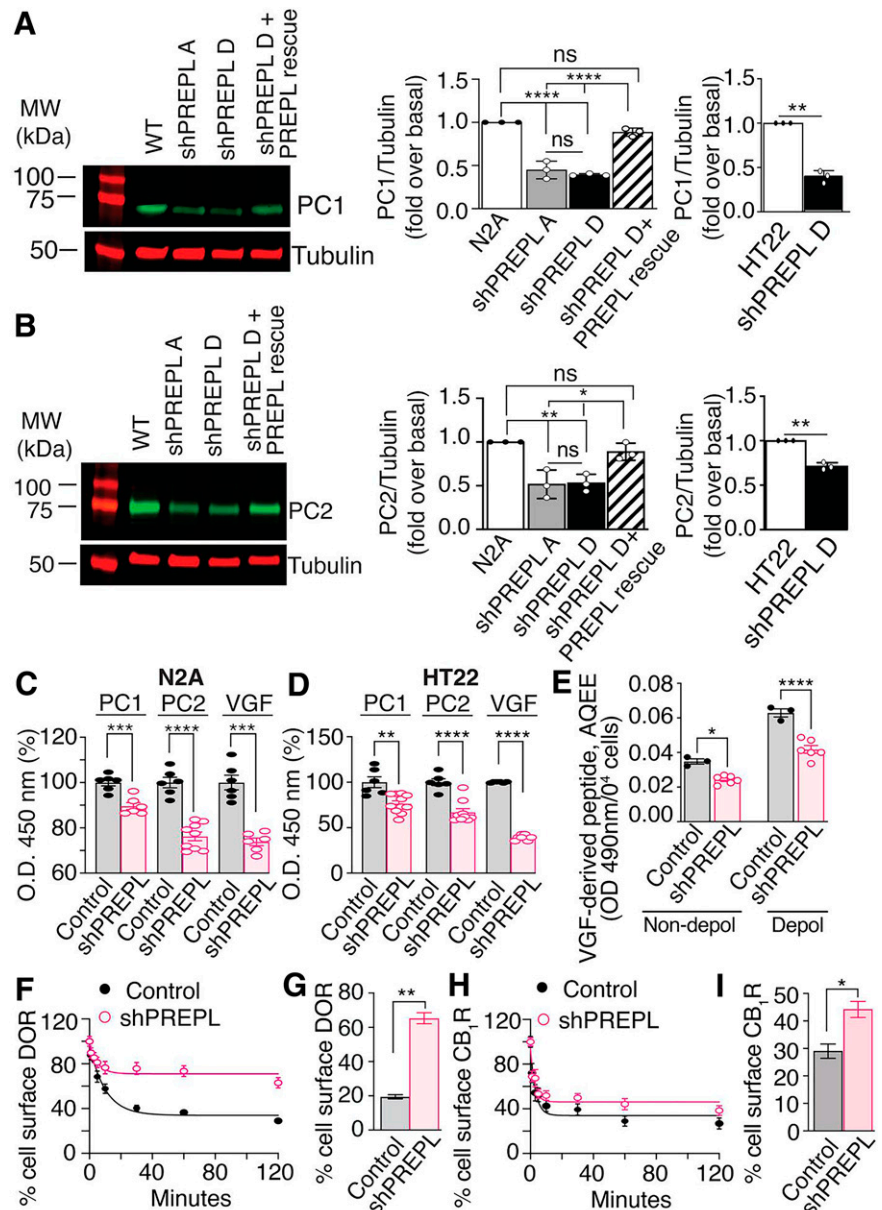 A
MW
(kDa)
WT
shPREPL A
shPREPL D
shPREPL D +
PREPL rescue
100
75
50
PC1
Tubulin
PC1/Tubulin
(fold over basal)
1.5
1.0
0.5
0.0
ns
****
****
ns
N2A
shPREPL A
shPREPL D
shPREPL D+
PREPL rescue
PC1/Tubulin
(fold over basal)
1.5
1.0
0.5
0.0
**
HT22
shPREPL D
B
MW
(kDa)
WT
shPREPL A
shPREPL D
shPREPL D +
PREPL rescue
100
75
50
PC2
Tubulin
PC2/Tubulin
(fold over basal)
1.5
1.0
0.5
0.0
ns
*
**
ns
N2A
shPREPL A
shPREPL D
shPREPL D+
PREPL rescue
PC2/Tubulin
(fold over basal)
1.5
1.0
0.5
0.0
**
HT22
shPREPL D
C
N2A
PC1 PC2 VGF
*** **** ***
O.D. 450 nm (%)
120
100
80
60
Control
shPREPL
Control
shPREPL
Control
shPREPL
D
HT22
PC1 PC2 VGF
** **** ****
O.D. 450 nm (%)
150
100
50
0
Control
shPREPL
Control
shPREPL
Control
shPREPL
E
VGF-derived peptide, AQEE
(OD 490nm/0⁴ cells)
0.08
0.06
0.04
0.02
0.00
*
****
Control
shPREPL
Control
shPREPL
Non-depol
Depol
F
Control
shPREPL
% cell surface DOR
120
80
40
0
0 40 80 120
Minutes
G
% cell surface DOR
80
60
40
20
0
**
Control
shPREPL
H
Control
shPREPL
% cell surface CB₁R
120
80
40
0
0 40 80 120
Minutes
I
% cell surface CB₁R
50
40
30
20
10
0
*
Control
shPREPL